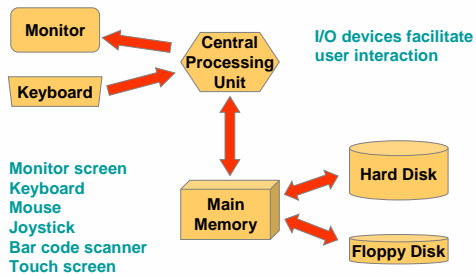 Monitor
Central
Processing
Unit
I/O devices facilitate
user interaction
Keyboard
Monitor screen
Keyboard
Mouse
Joystick
Bar code scanner
Touch screen
Main
Memory
Hard Disk
Floppy Disk